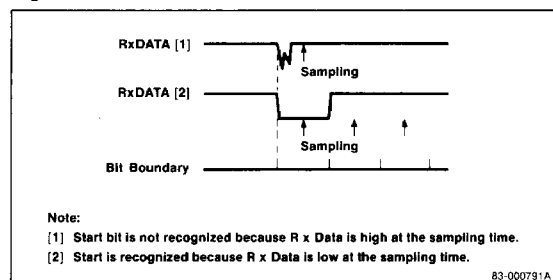 RxDATA [1]
Sampling
RxDATA [2]
Sampling
Bit Boundary
Note:
[1] Start bit is not recognized because R x Data is high at the sampling time.
[2] Start is recognized because R x Data is low at the sampling time.
83-000791A